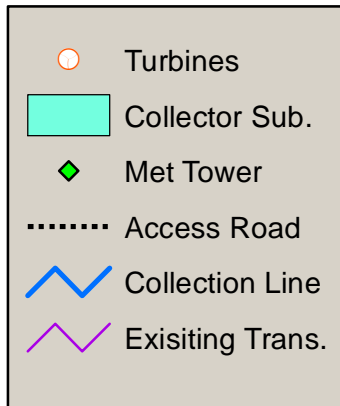 Turbines
Collector Sub.
Met Tower
Access Road
Collection Line
Exisiting Trans.